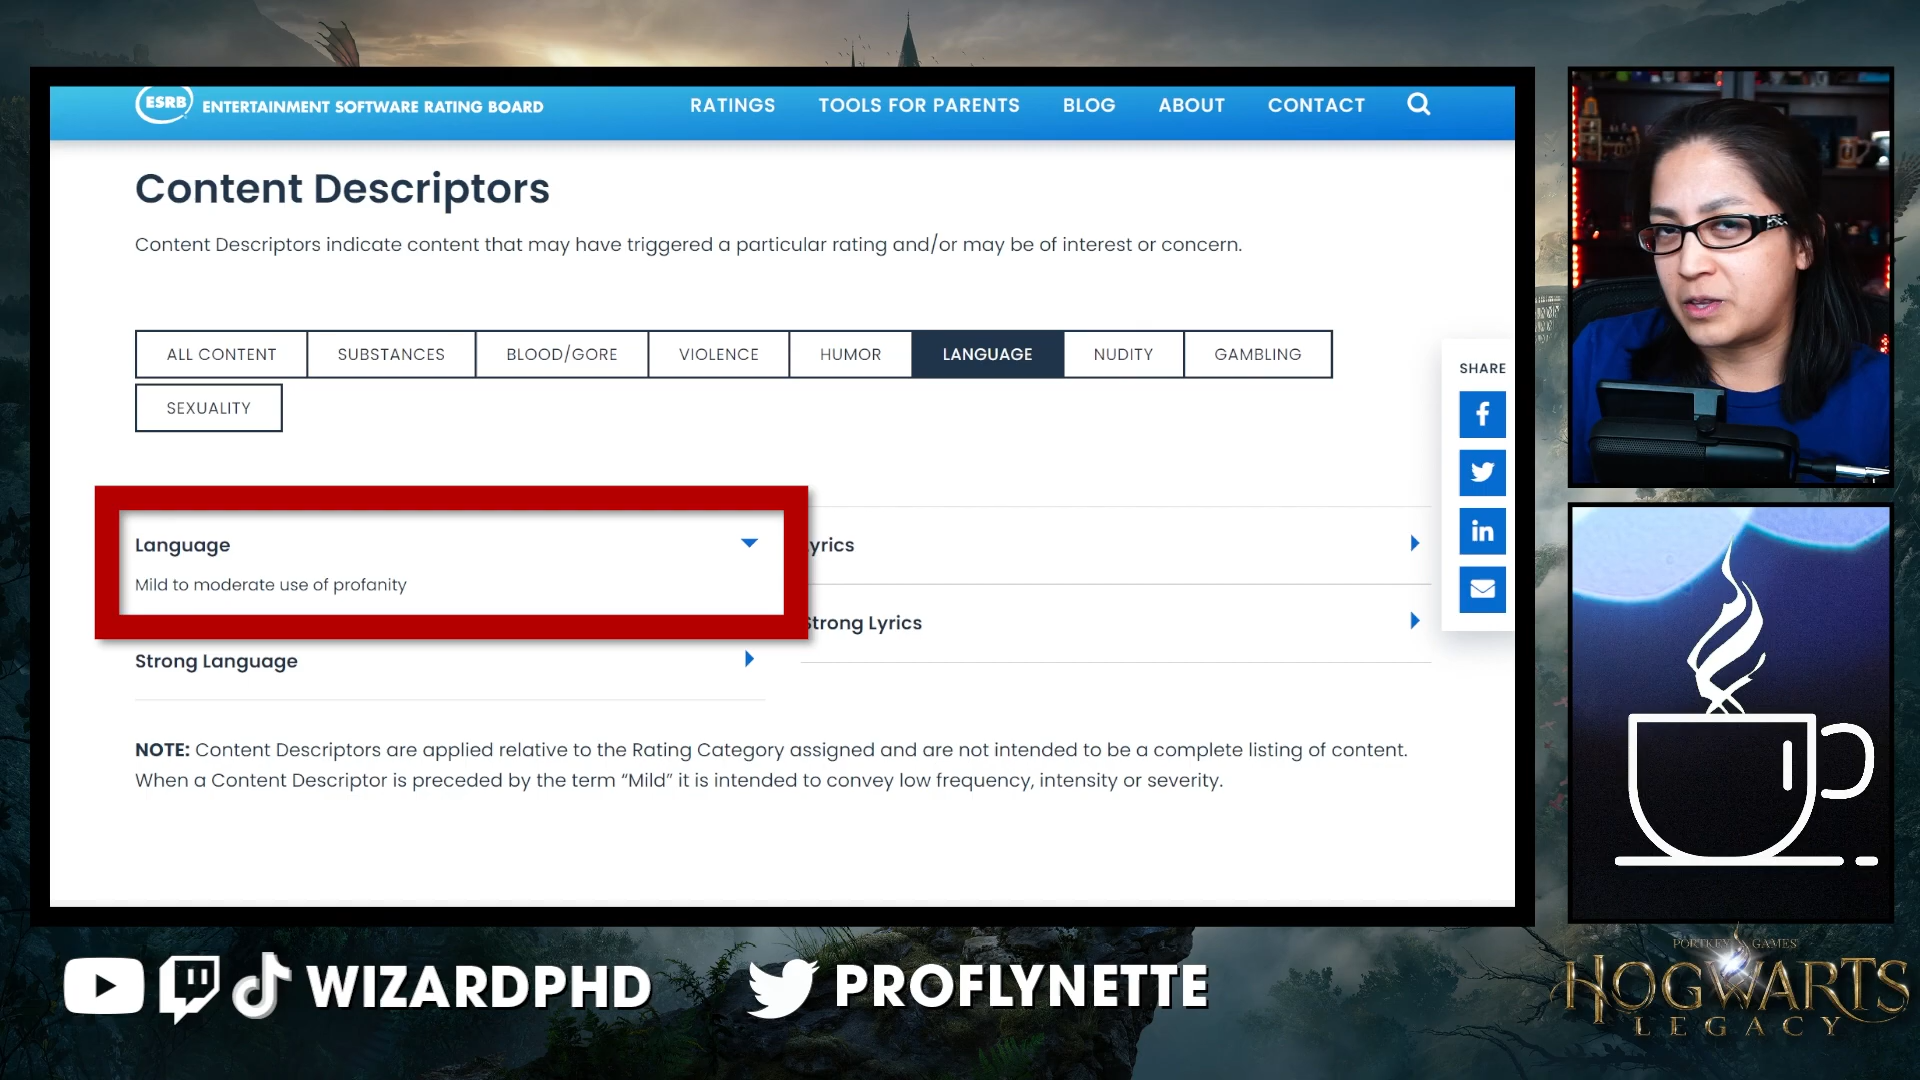 ESRB ENTERTAINMENT SOFTWARE RATING BOARD
RATINGS TOOLS FOR PARENTS BLOG ABOUT CONTACT
Content Descriptors
Content Descriptors indicate content that may have triggered a particular rating and/or may be of interest or concern.
ALL CONTENT SUBSTANCES BLOOD/GORE VIOLENCE HUMOR LANGUAGE NUDITY GAMBLING
SEXUALITY
SHARE
Language
Mild to moderate use of profanity
yrics
Strong Lyrics
Strong Language
NOTE: Content Descriptors are applied relative to the Rating Category assigned and are not intended to be a complete listing of content.
When a Content Descriptor is preceded by the term “Mild” it is intended to convey low frequency, intensity or severity.
WIZARDPHD
PROFLYNETTE
PORTKEY GAMES
HOGWARTS
LEGACY